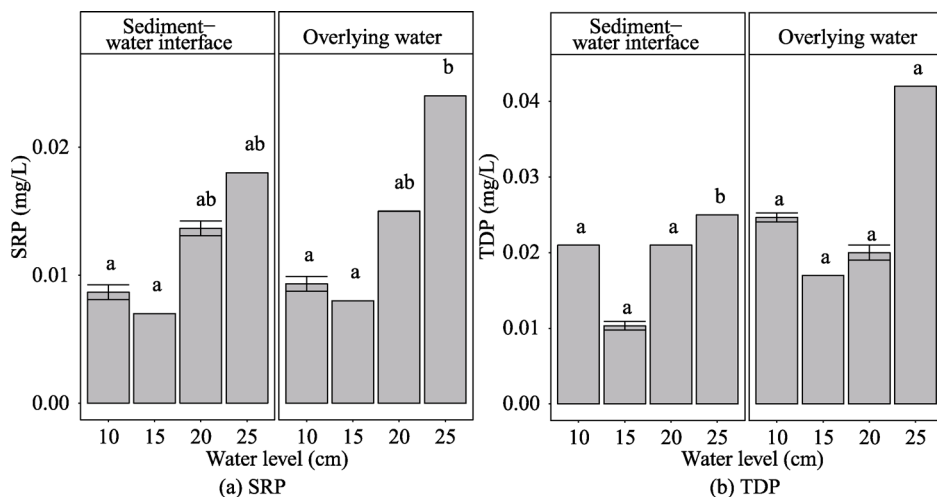 Sediment−
water interface
Overlying water
b
ab
ab
ab
a
a
a
a
0.02
0.01
0.00
SRP (mg/L)
10 15 20 25 10 15 20 25
Water level (cm)
(a) SRP
Sediment−
water interface
Overlying water
a
b
a
a
a
a
a
a
0.04
0.03
0.02
0.01
0.00
TDP (mg/L)
10 15 20 25 10 15 20 25
Water level (cm)
(b) TDP